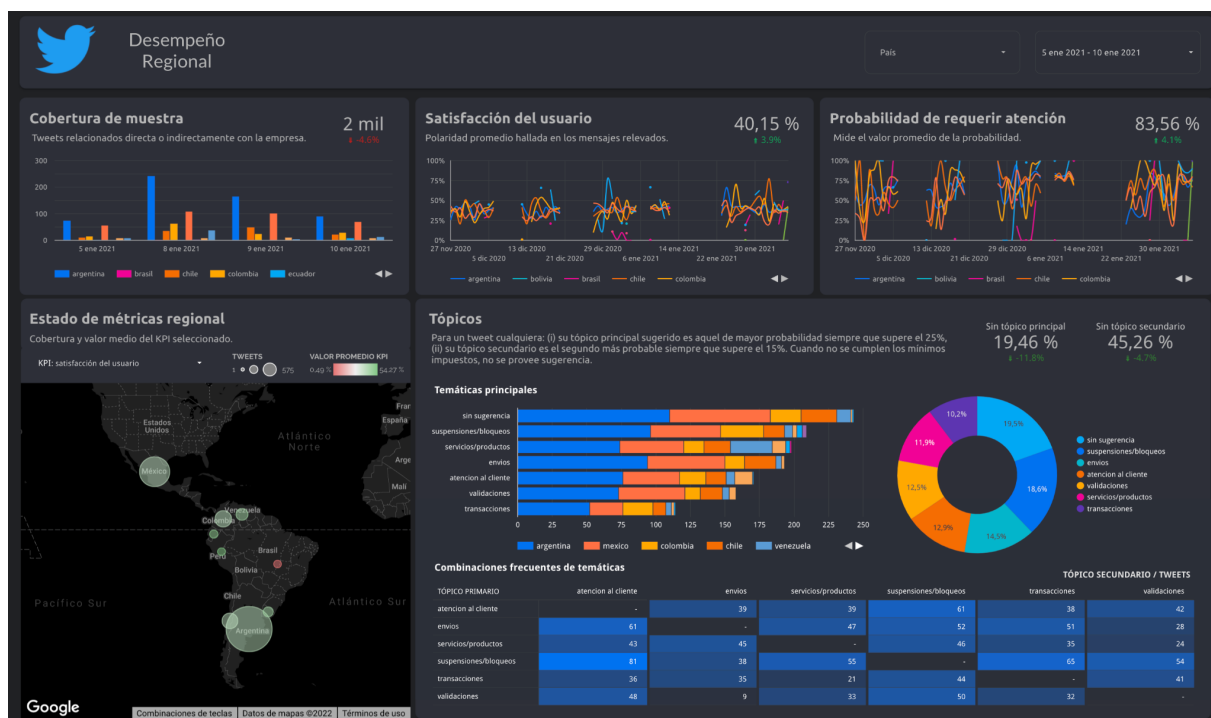 Desempeño
Regional
País
5 ene 2021 - 10 ene 2021
Cobertura de muestra
Tweets relacionados directa o indirectamente con la empresa.
2 mil
-4.6%
300
200
100
0
5 ene 2021 8 ene 2021 9 ene 2021 10 ene 2021
argentina brasil chile colombia ecuador
Satisfacción del usuario
Polaridad promedio hallada en los mensajes relevados.
40,15 %
3.9%
100%
75%
50%
25%
0%
27 nov 2020 13 dic 2020 29 dic 2020 14 ene 2021 30 ene 2021
5 dic 2020 21 dic 2020 6 ene 2021 22 ene 2021
argentina bolivia brasil chile colombia
Probabilidad de requerir atención
Mide el valor promedio de la probabilidad.
83,56 %
4.1%
100%
75%
50%
25%
0%
27 nov 2020 13 dic 2020 29 dic 2020 14 ene 2021 30 ene 2021
5 dic 2020 21 dic 2020 6 ene 2021 22 ene 2021
argentina bolivia brasil chile colombia
Estado de métricas regional
Cobertura y valor medio del KPI seleccionado.
KPI: satisfacción del usuario
TWEETS
1 575
VALOR PROMEDIO KPI
0,49 % 54,27 %
Estados
Unidos
Atlántico
Norte
Fran
España
Arge
México
Malí
Venezuela
Colombia
Perú
Brasil
Bolivia
Chile
Pacífico Sur
Atlántico Sur
Argentina
Google
Combinaciones de teclas Datos de mapas ©2022 Términos de uso
Tópicos
Para un tweet cualquiera: (i) su tópico principal sugerido es aquel de mayor probabilidad siempre que supere el 25%,
(ii) su tópico secundario es el segundo más probable siempre que supere el 15%. Cuando no se cumplen los mínimos
impuestos, no se provee sugerencia.
Sin tópico principal
19,46 %
-11.8%
Sin tópico secundario
45,26 %
-4.7%
Temáticas principales
sin sugerencia
suspensiones/bloqueos
servicios/productos
envios
atencion al cliente
validaciones
transacciones
0 25 50 75 100 125 150 175 200 225 250
argentina mexico colombia chile venezuela
19,5%
18,6%
14,5%
12,9%
12,5%
11,9%
10,2%
sin sugerencia
suspensiones/bloqueos
envios
atencion al cliente
validaciones
servicios/productos
transacciones
Combinaciones frecuentes de temáticas
TÓPICO SECUNDARIO / TWEETS
TÓPICO PRIMARIO atencion al cliente envios servicios/productos suspensiones/bloqueos transacciones validaciones
atencion al cliente - 39 39 61 38 42
envios 61 - 47 52 51 28
servicios/productos 43 45 - 46 35 24
suspensiones/bloqueos 81 38 55 - 65 54
transacciones 36 35 21 44 - 41
validaciones 48 9 33 50 32 -